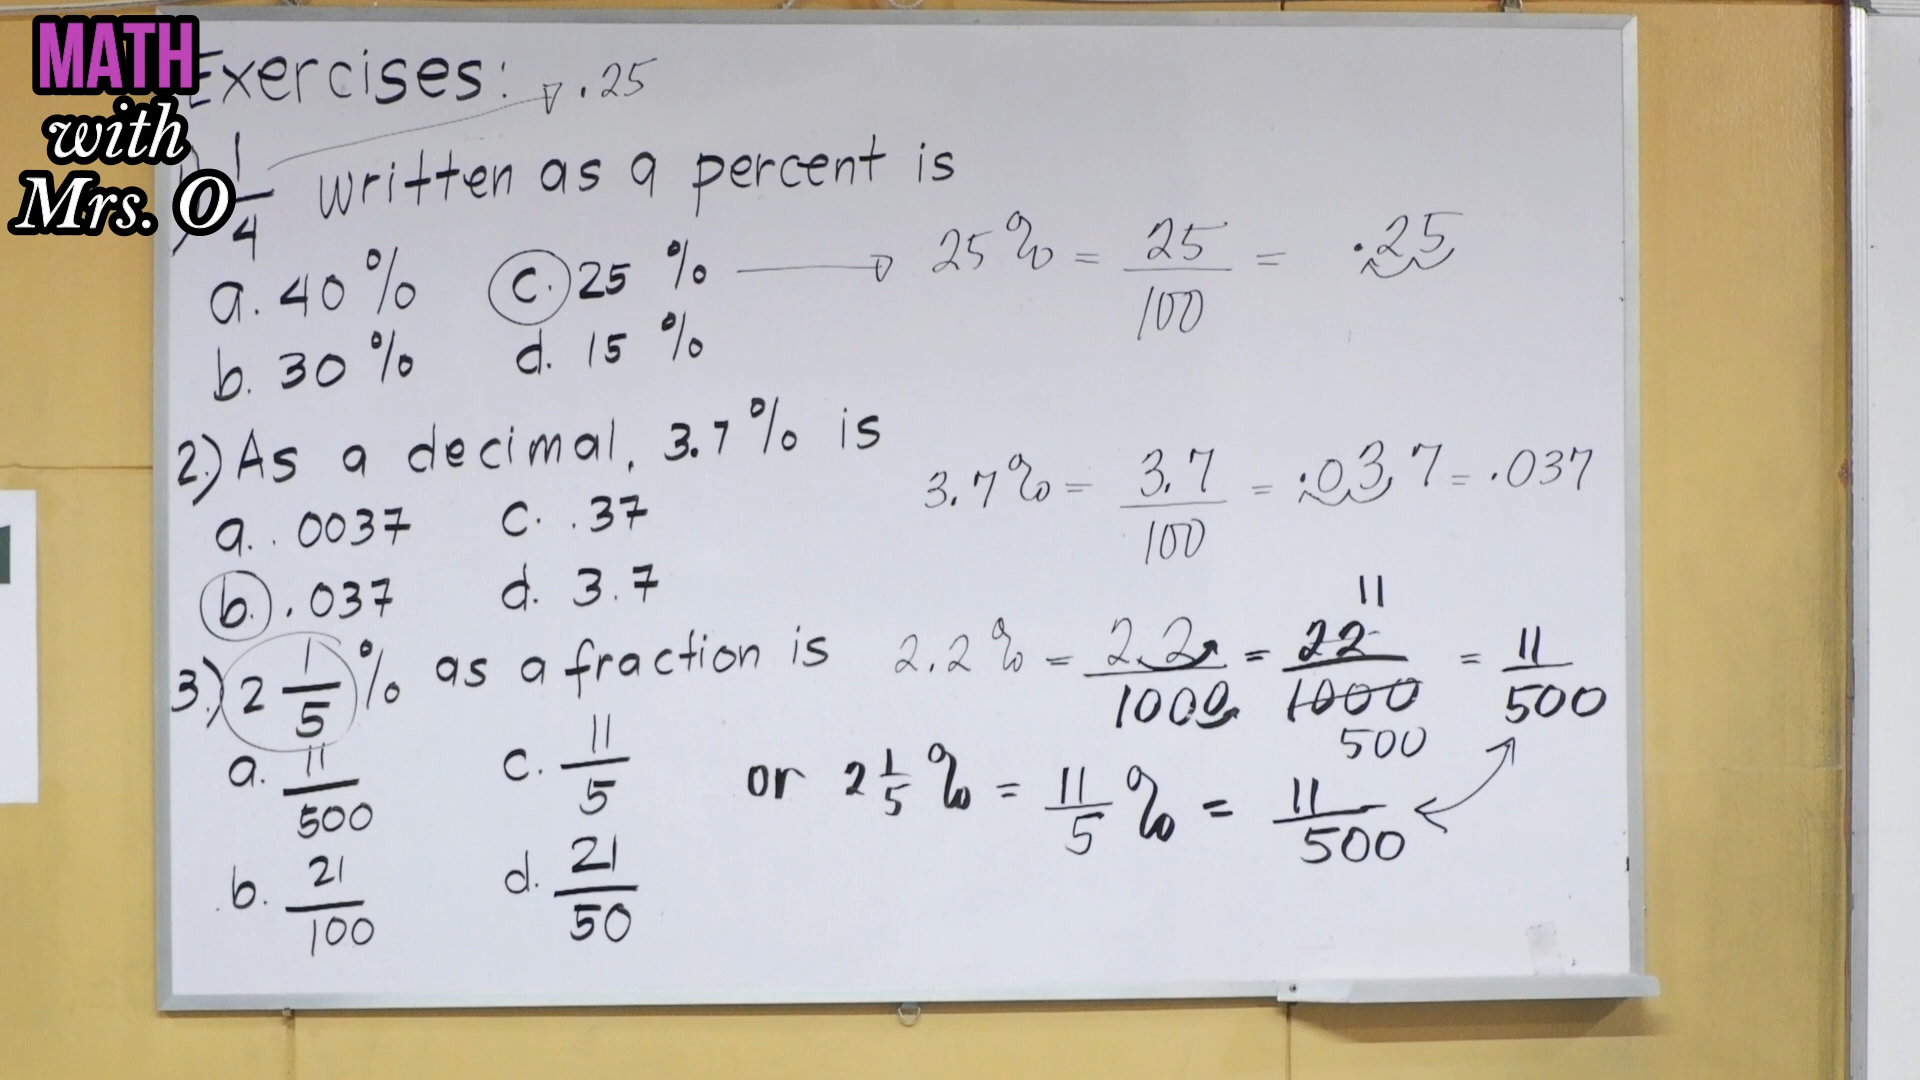 MATH
with
Mrs. O
Exercises: .25
1/4 written as a percent is
a. 40 % c. 25 %
b. 30 % d. 15 %
25% = 25/100 = .25
2.) As a decimal, 3.7 % is
a. .0037 c. .37
b. .037 d. 3.7
3.7% = 3.7/100 = .037 = .037
3.) 2 1/5 % as a fraction is
a. 11/500 c. 11/5
b. 21/100 d. 21/50
2.2% = 2.2/1000 = 22/1000 = 11/500
11
500
or 2 1/5 % = 11/5 % = 11/500